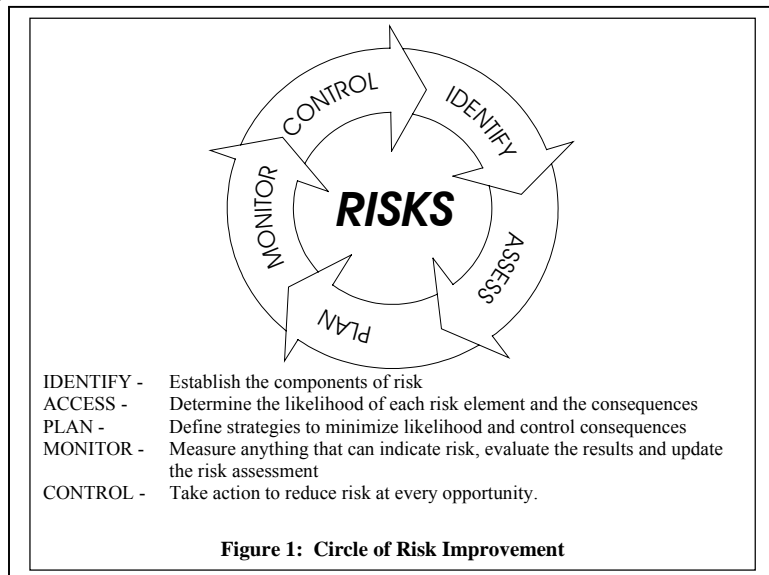 CONTROL
IDENTIFY
ASSESS
PLAN
MONITOR
RISKS
IDENTIFY - Establish the components of risk
ACCESS - Determine the likelihood of each risk element and the consequences
PLAN - Define strategies to minimize likelihood and control consequences
MONITOR - Measure anything that can indicate risk, evaluate the results and update
the risk assessment
CONTROL - Take action to reduce risk at every opportunity.
Figure 1: Circle of Risk Improvement